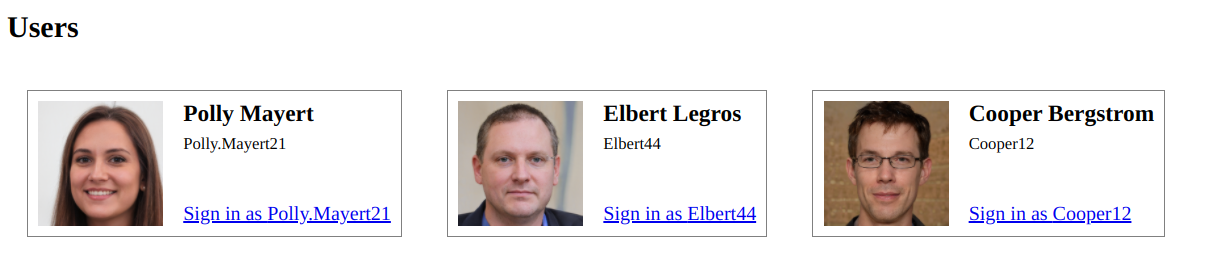 Users
Polly Mayert
Polly.Mayert21
Sign in as Polly.Mayert21
Elbert Legros
Elbert44
Sign in as Elbert44
Cooper Bergstrom
Cooper12
Sign in as Cooper12